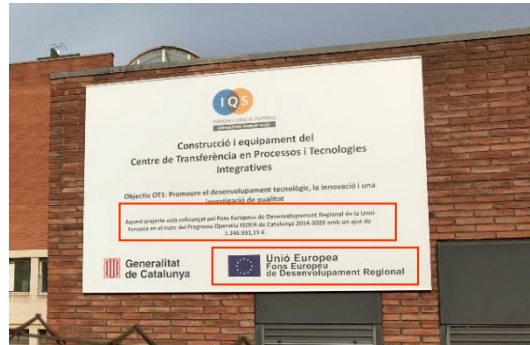 IQS
Construcció i equipament del
Centre de Transferència en Processos i Tecnologies
Integratives
Objectiu OT1: Promoure el desenvolupament tecnològic, la innovació i una
investigació de qualitat
Aquest projecte està cofinançat pel Fons Europeus de Desenvolupament Regional de la Unió
Europea en el marc del Programa Operatiu FEDER de Catalunya 2014-2020 amb un ajut de
Generalitat
de Catalunya
Unió Europea
Fons Europeu
de Desenvolupament Regional